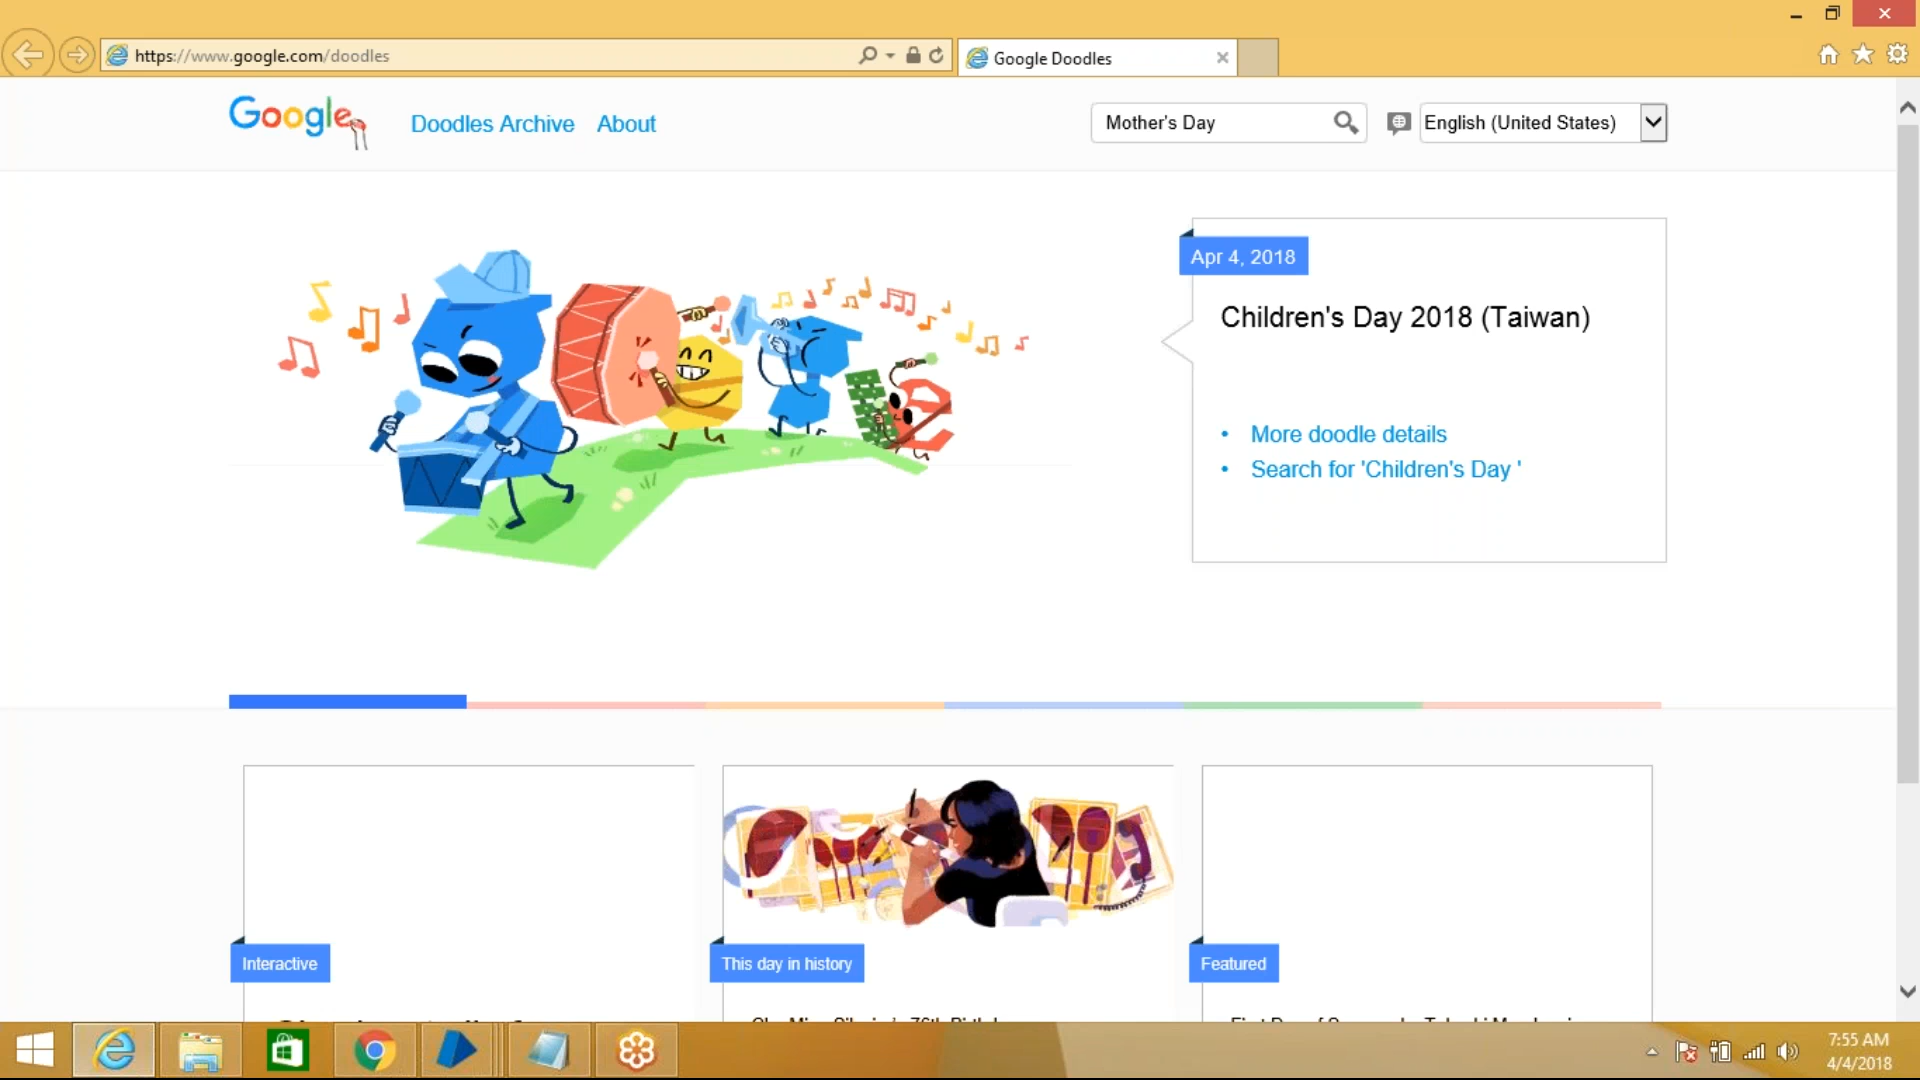 https://www.google.com/doodles
Google Doodles
Google
Doodles Archive
About
Mother's Day
English (United States)
Apr 4, 2018
Children's Day 2018 (Taiwan)
• More doodle details
• Search for 'Children's Day '
Interactive
This day in history
Featured
7:55 AM
4/4/2018